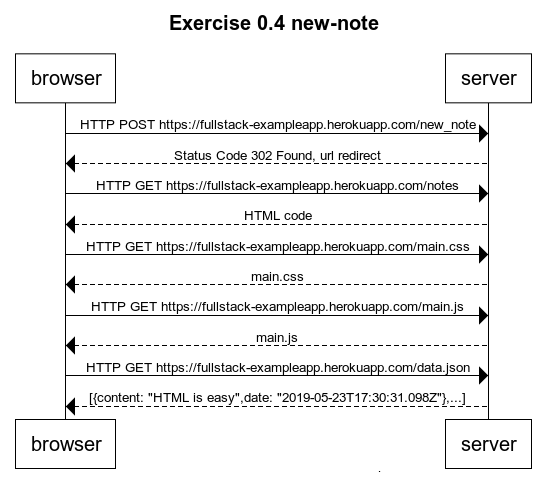 Exercise 0.4 new-note
browser server
HTTP POST https://fullstack-exampleapp.herokuapp.com/new_note
Status Code 302 Found, url redirect
HTTP GET https://fullstack-exampleapp.herokuapp.com/notes
HTML code
HTTP GET https://fullstack-exampleapp.herokuapp.com/main.css
main.css
HTTP GET https://fullstack-exampleapp.herokuapp.com/main.js
main.js
HTTP GET https://fullstack-exampleapp.herokuapp.com/data.json
[{content: "HTML is easy",date: "2019-05-23T17:30:31.098Z"},...]
browser server